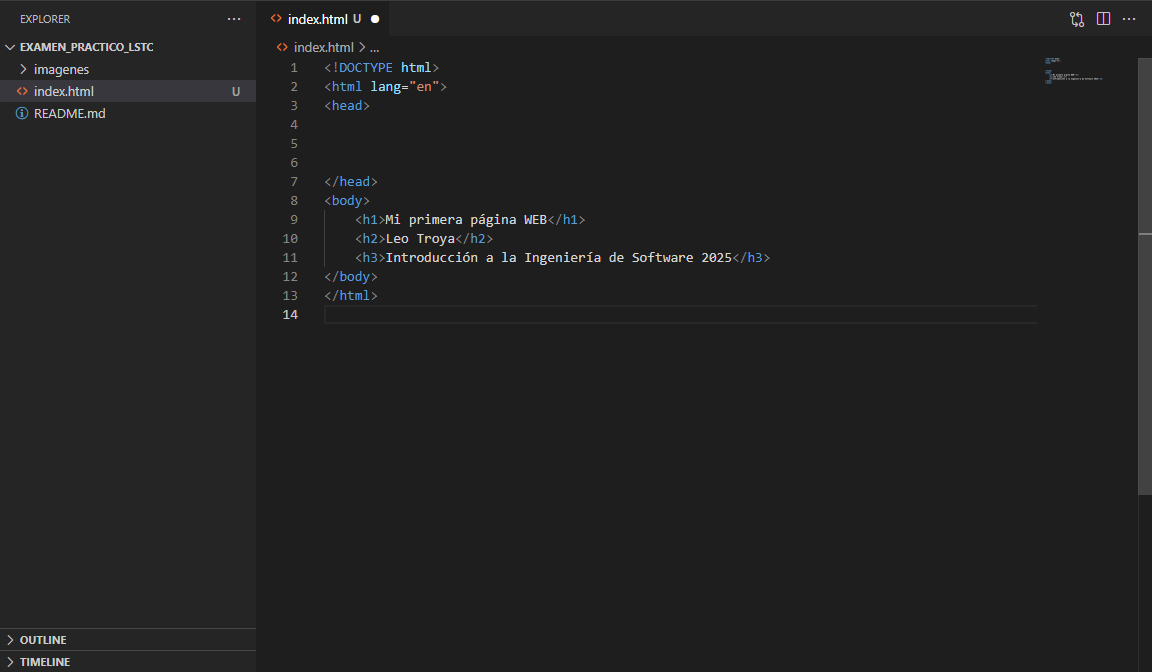 EXPLORER
EXAMEN_PRACTICO_LSTC
imagenes
index.html U
README.md
OUTLINE
TIMELINE
index.html U
index.html > ...
1 <!DOCTYPE html>
2 <html lang="en">
3 <head>
4
5
6
7 </head>
8 <body>
9 <h1>Mi primera página WEB</h1>
10 <h2>Leo Troya</h2>
11 <h3>Introducción a la Ingeniería de Software 2025</h3>
12 </body>
13 </html>
14